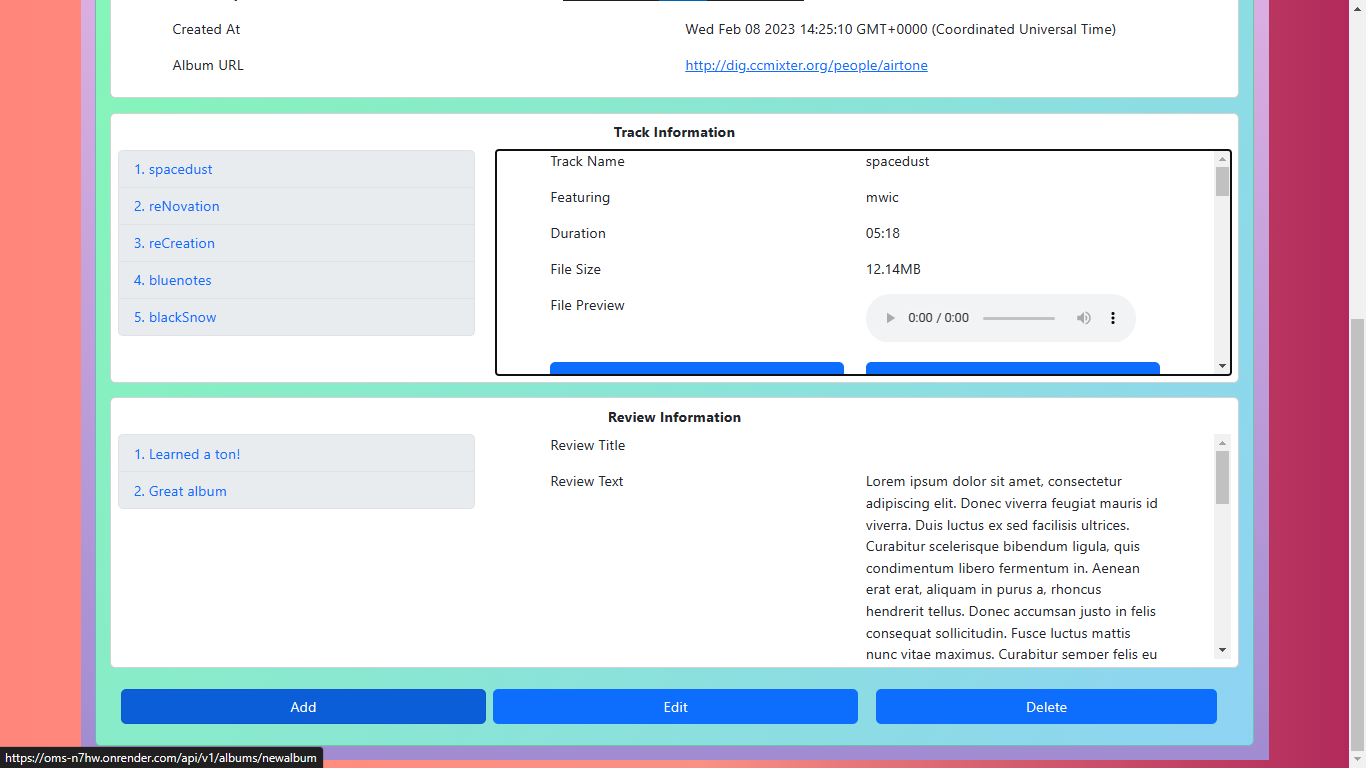 Created At
Wed Feb 08 2023 14:25:10 GMT+0000 (Coordinated Universal Time)
Album URL
http://dig.ccmixter.org/people/airtone
Track Information
1. spacedust
2. reNovation
3. reCreation
4. bluenotes
5. blackSnow
Track Name
spacedust
Featuring
mwic
Duration
05:18
File Size
12.14MB
File Preview
0:00 / 0:00
Review Information
1. Learned a ton!
2. Great album
Review Title
Review Text
Lorem ipsum dolor sit amet, consectetur
adipiscing elit. Donec viverra feugiat mauris id
viverra. Duis luctus ex sed facilisis ultrices.
Curabitur scelerisque bibendum ligula, quis
condimentum libero fermentum in. Aenean
erat erat, aliquam in purus a, rhoncus
hendrerit tellus. Donec accumsan justo in felis
consequat sollicitudin. Fusce luctus mattis
nunc vitae maximus. Curabitur semper felis eu
Add
Edit
Delete
https://oms-n7hw.onrender.com/api/v1/albums/newalbum